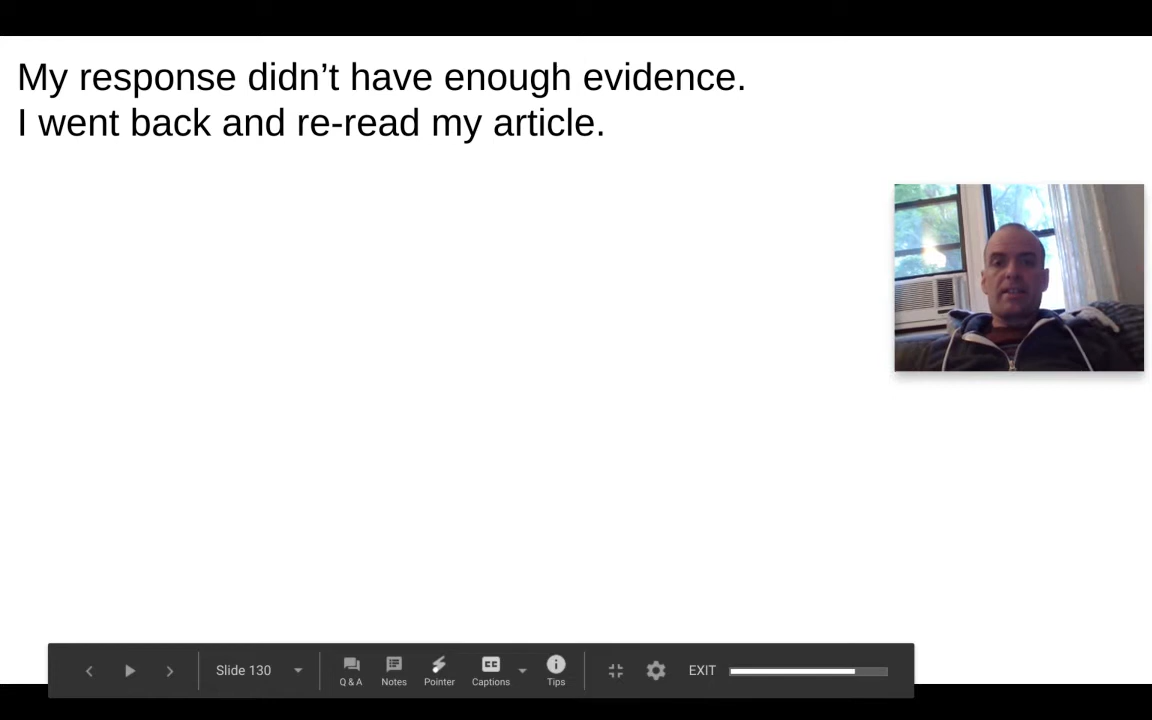 My response didn’t have enough evidence.
I went back and re-read my article.
Slide 130
Q & A
Notes
Pointer
CC
Captions
Tips
EXIT